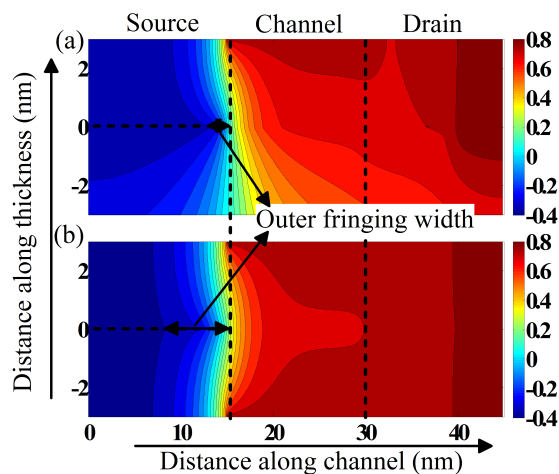 Source Channel Drain
(a)
2
0
-2
0.8
0.6
0.4
0.2
0
-0.2
-0.4
Outer fringing width
(b)
2
0
-2
0.8
0.6
0.4
0.2
0
-0.2
-0.4
0 10 20 30 40
Distance along channel (nm)
Distance along thickness (nm)